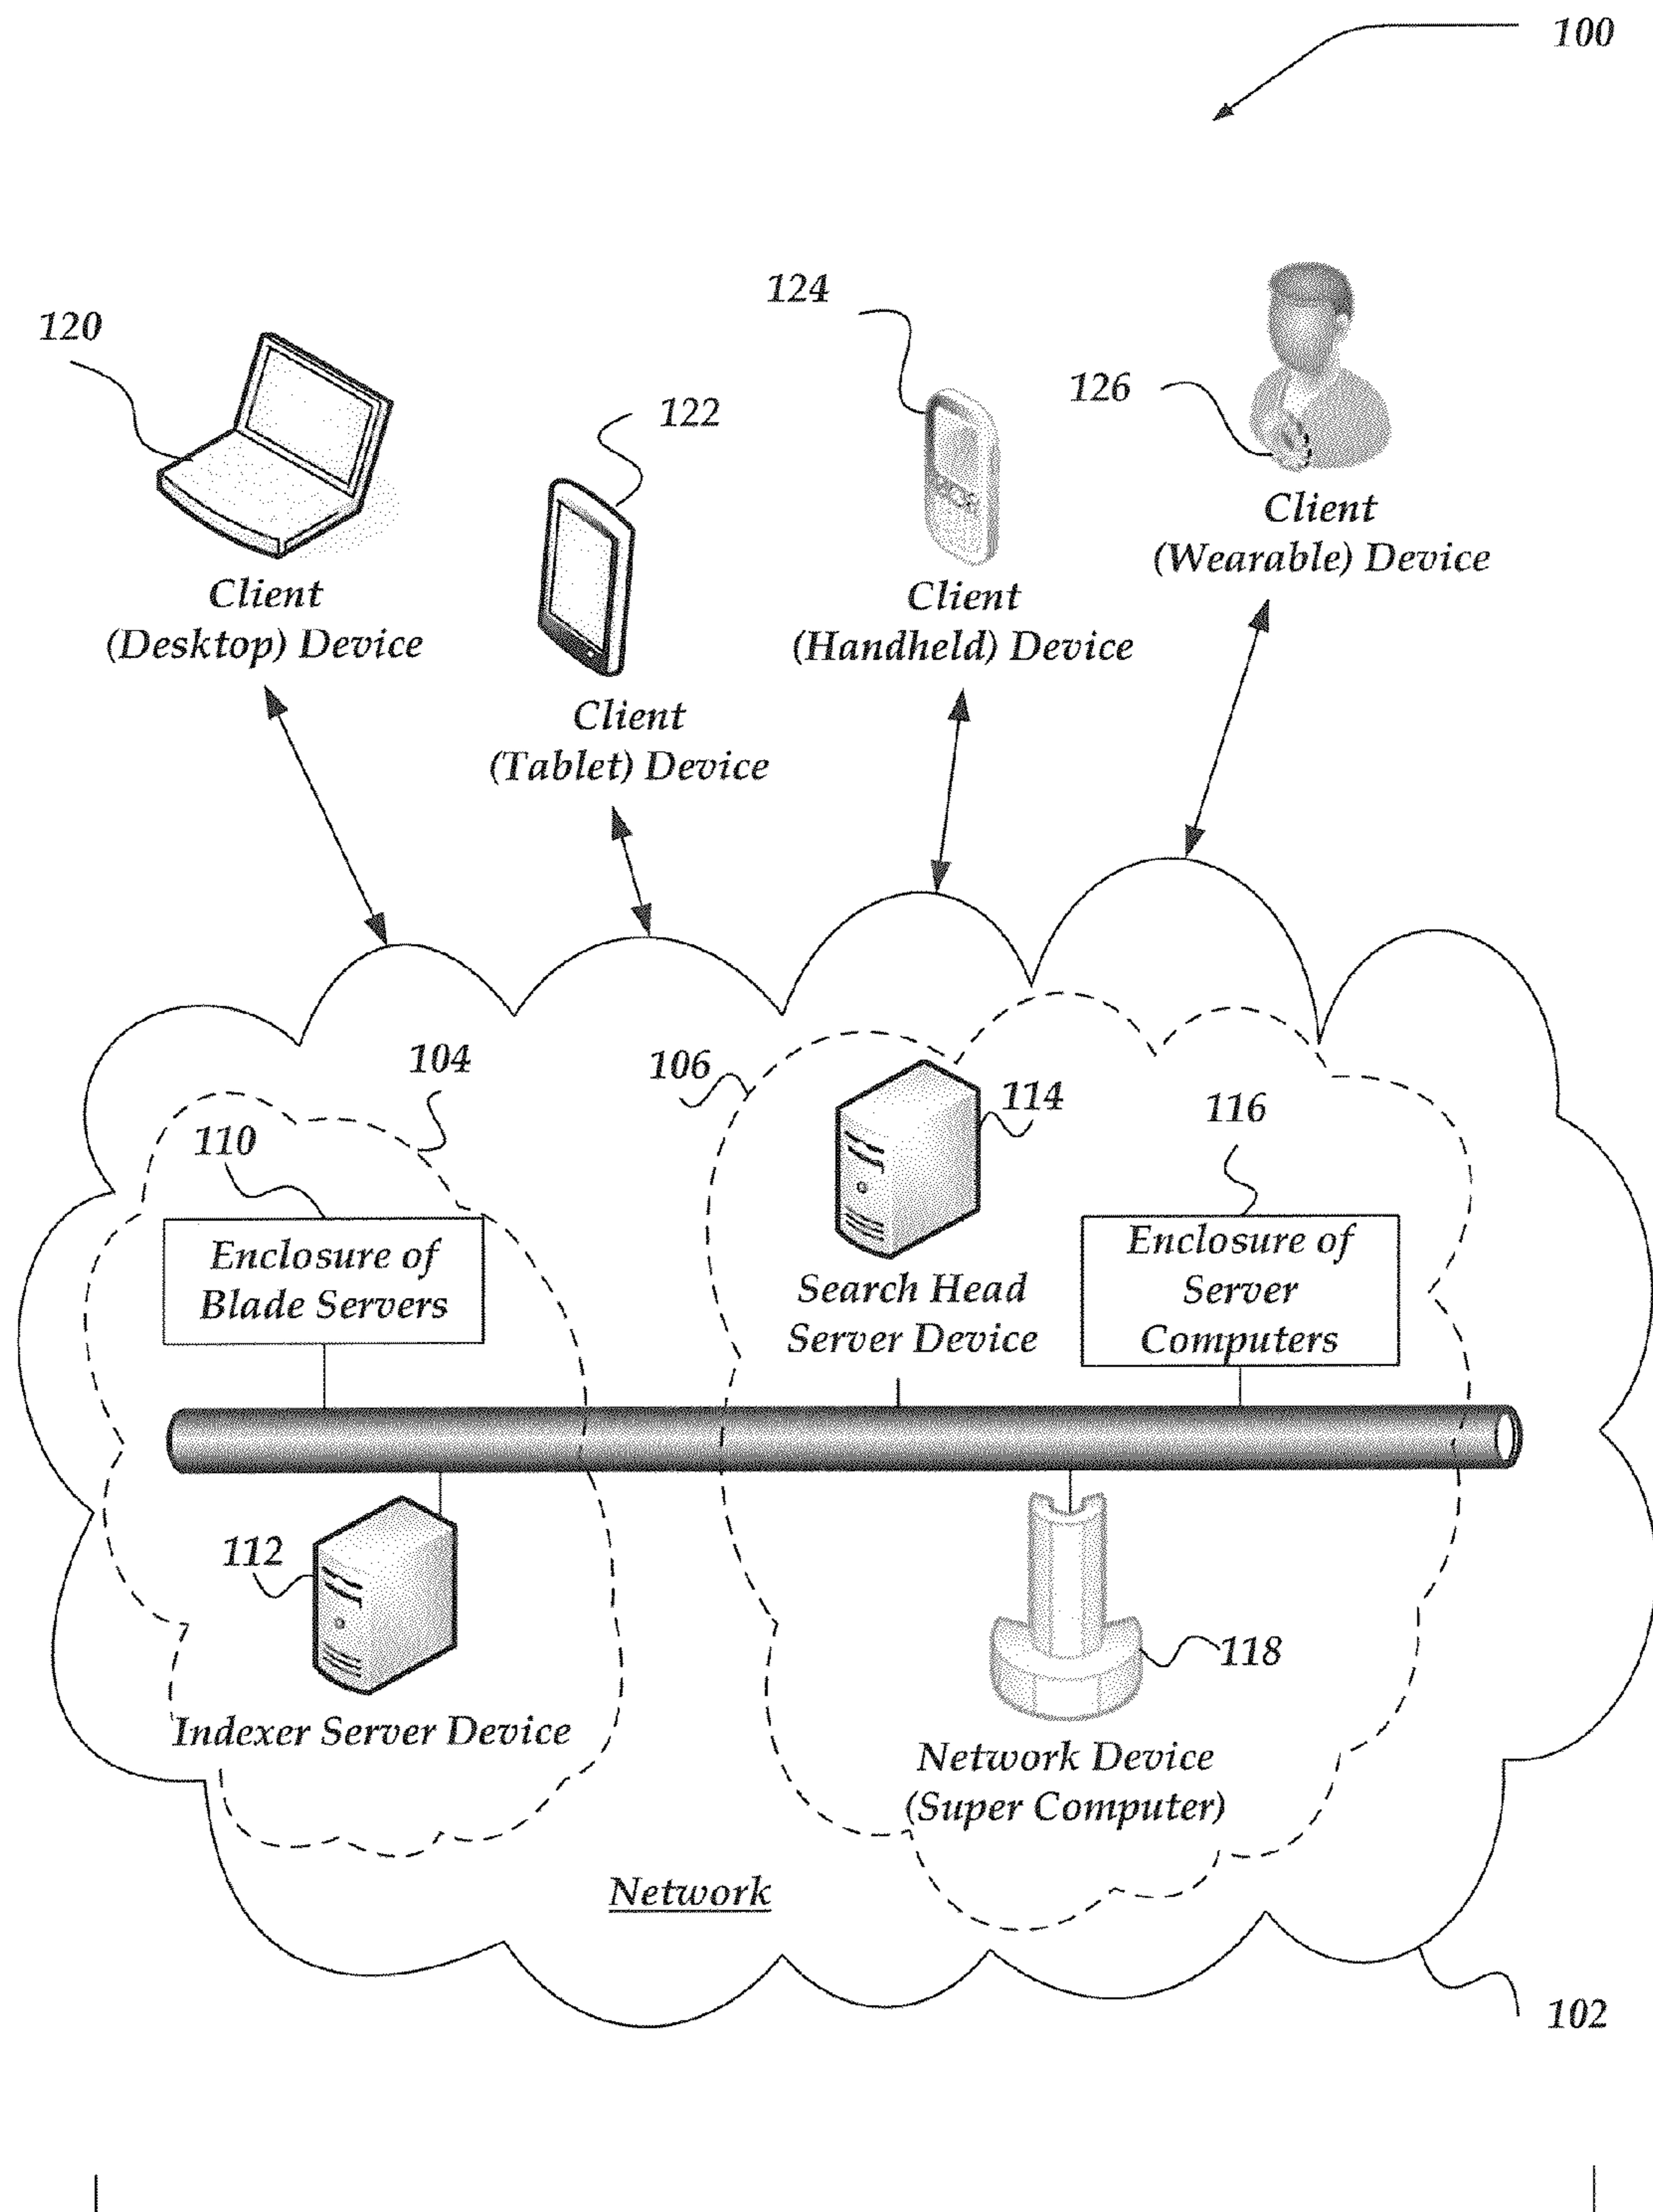 100
124
120
126
122
Client
(Wearable) Device
Client
(Desktop) Device
Client
(Handheld) Device
Client
(Tablet) Device
104
106
114
116
110
Enclosure of
Blade Servers
Enclosure of
Server
Computers
Search Head
Server Device
112
118
Indexer Server Device
Network Device
(Super Computer)
Network
102